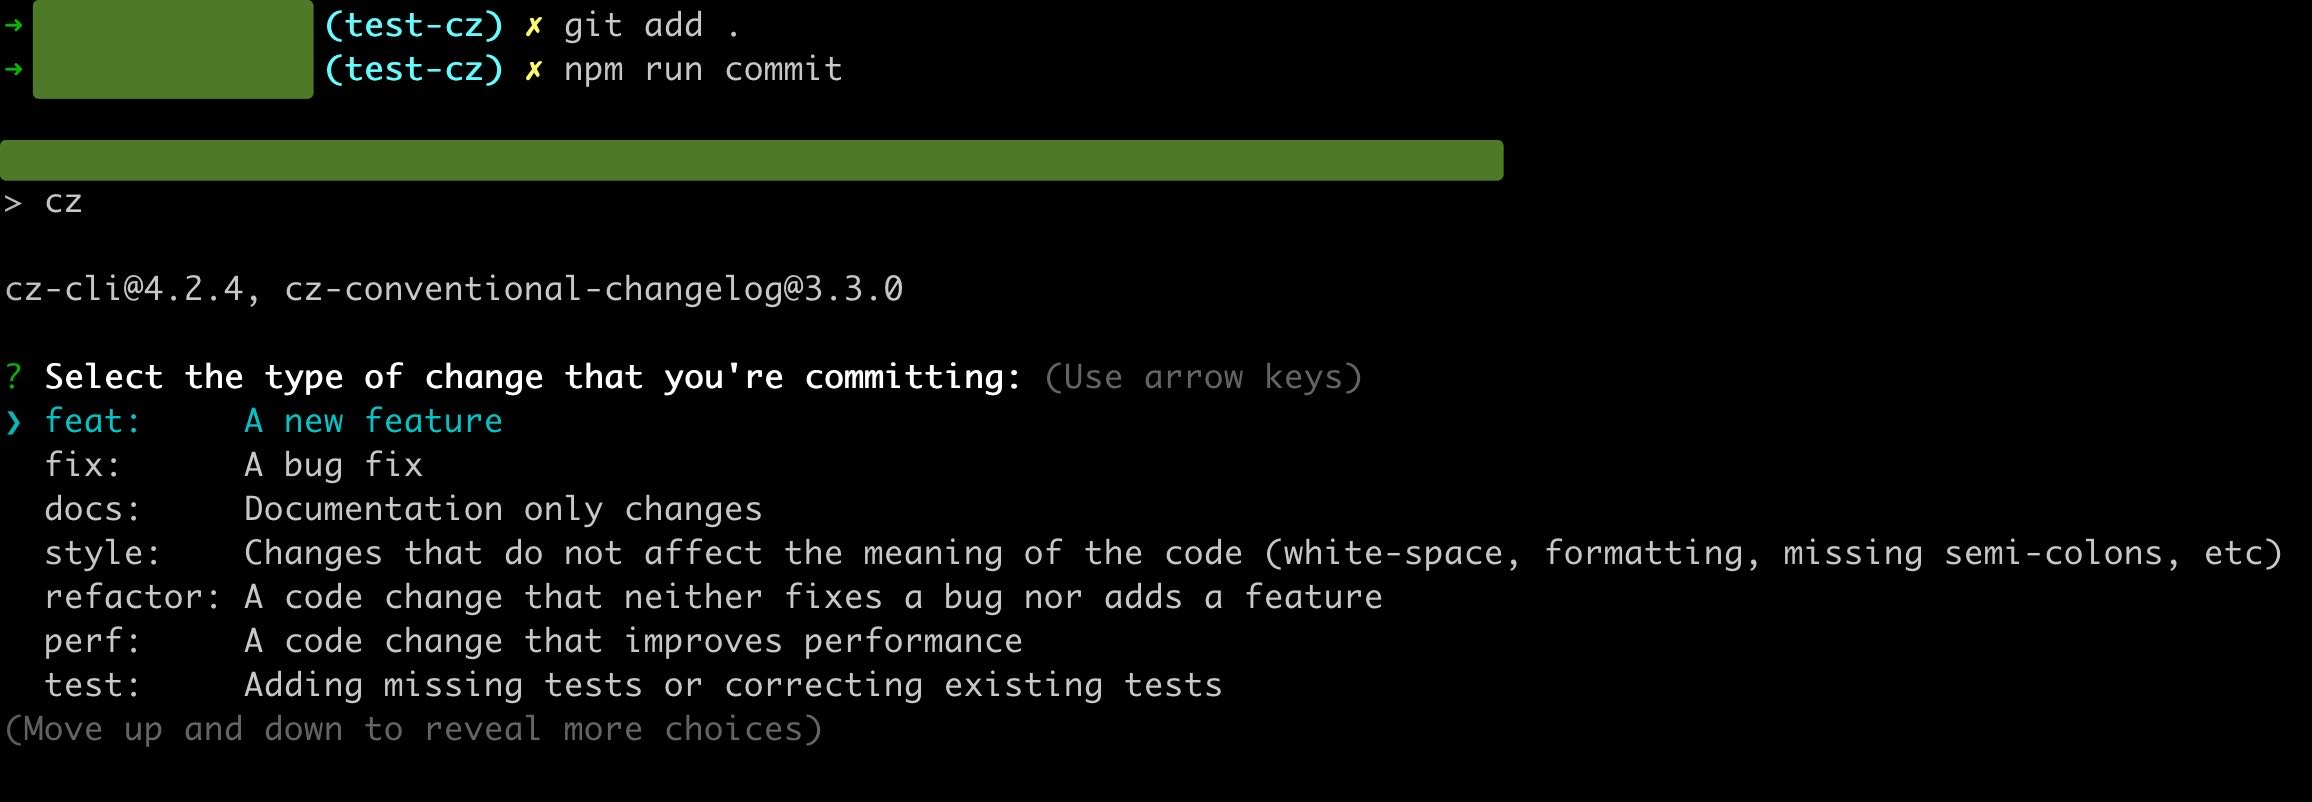 ➜ (test-cz) ✗ git add .
➜ (test-cz) ✗ npm run commit
> cz
cz-cli@4.2.4, cz-conventional-changelog@3.3.0
? Select the type of change that you're committing: (Use arrow keys)
❯ feat:     A new feature
  fix:      A bug fix
  docs:     Documentation only changes
  style:    Changes that do not affect the meaning of the code (white-space, formatting, missing semi-colons, etc)
  refactor: A code change that neither fixes a bug nor adds a feature
  perf:     A code change that improves performance
  test:     Adding missing tests or correcting existing tests
(Move up and down to reveal more choices)